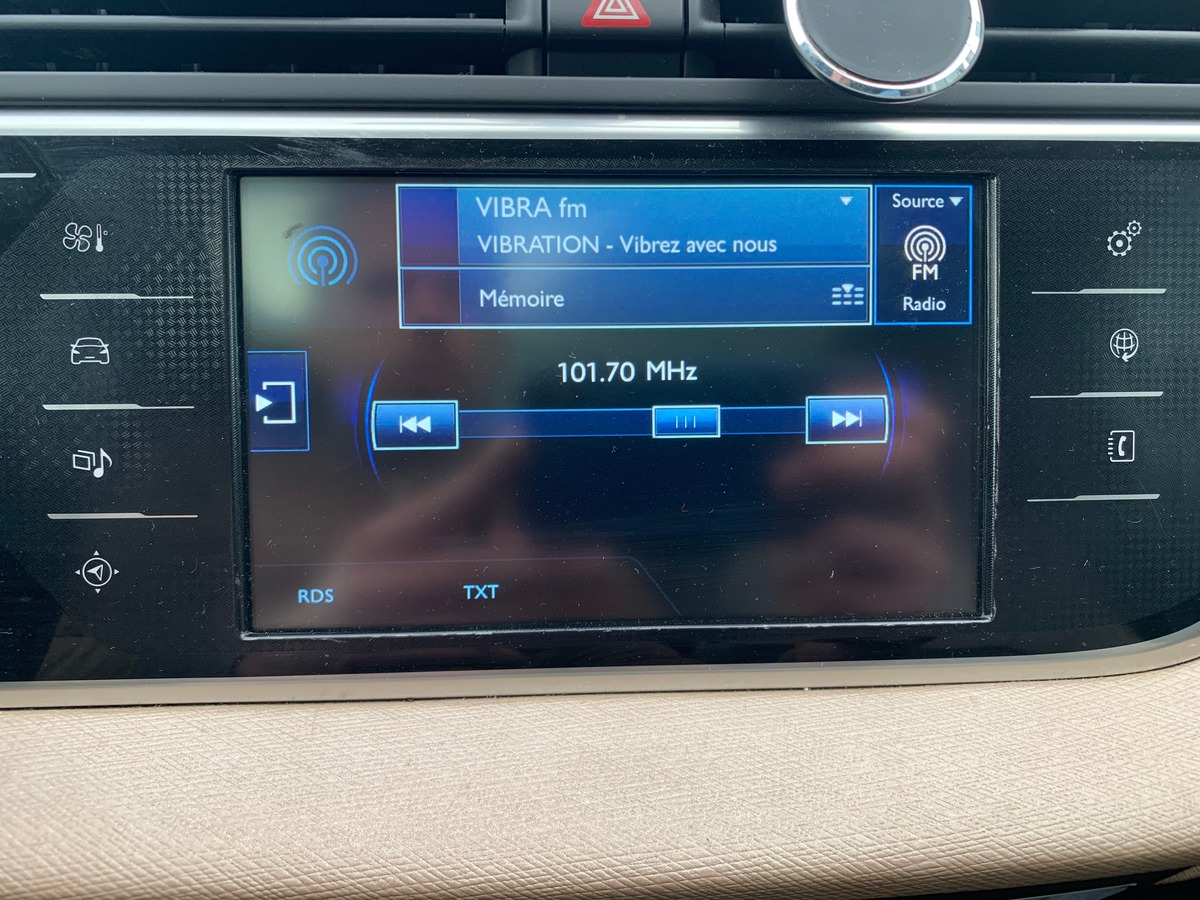 VIBRA fm
VIBRATION - Vibrez avec nous
Mémoire
Source
FM
Radio
101.70 MHz
RDS
TXT